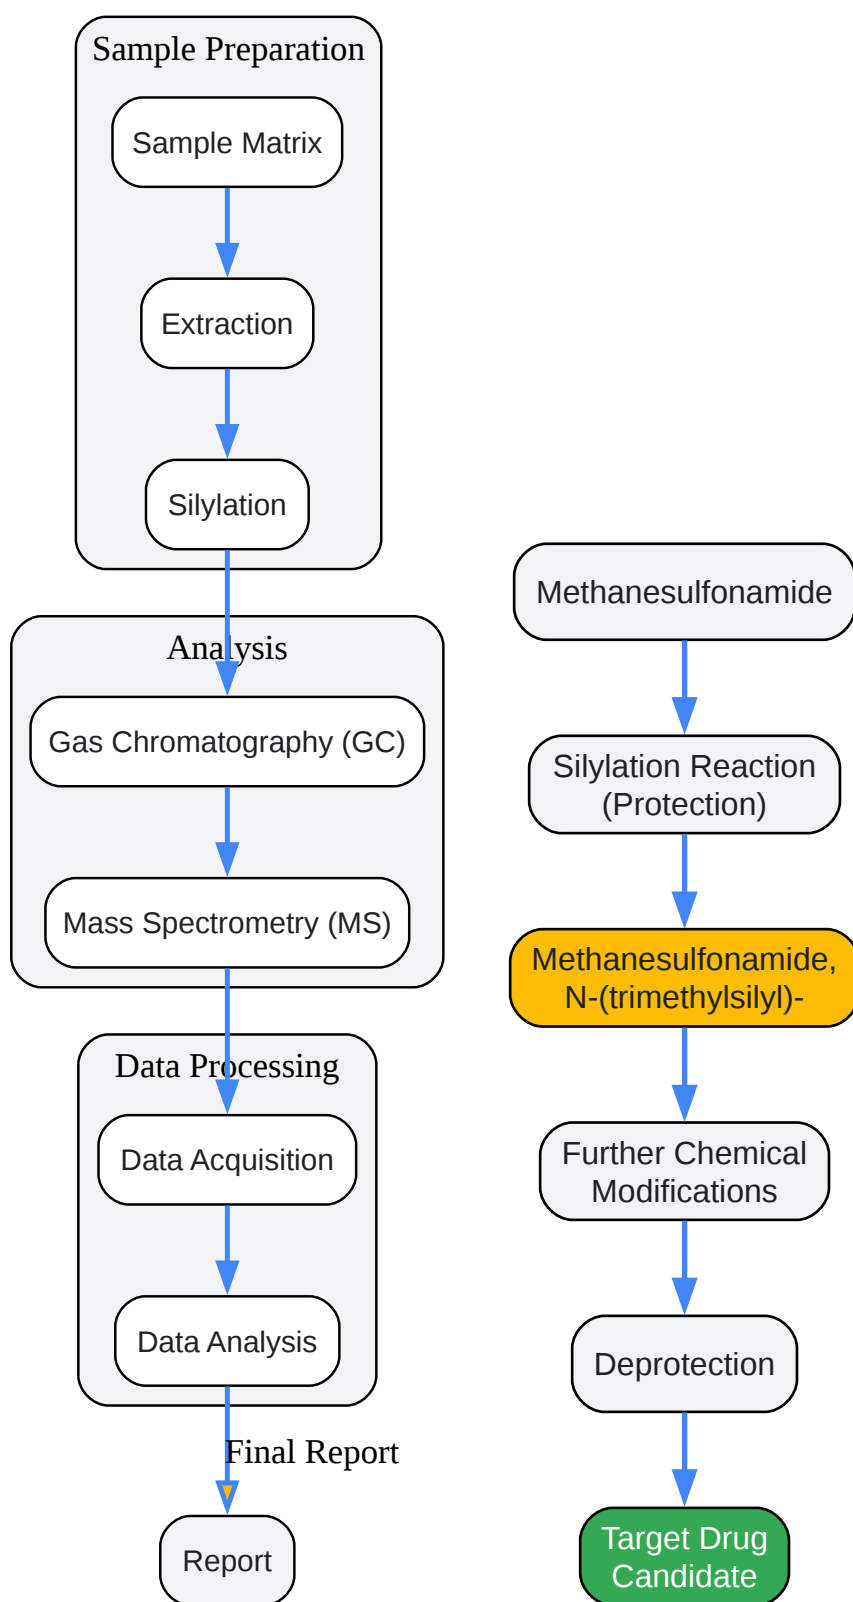 Sample Preparation
Sample Matrix
Extraction
Silylation
Analysis
Gas Chromatography (GC)
Mass Spectrometry (MS)
Data Processing
Data Acquisition
Data Analysis
Final Report
Report
Methanesulfonamide
Silylation Reaction
(Protection)
Methanesulfonamide,
N-(trimethylsilyl)-
Further Chemical
Modifications
Deprotection
Target Drug
Candidate